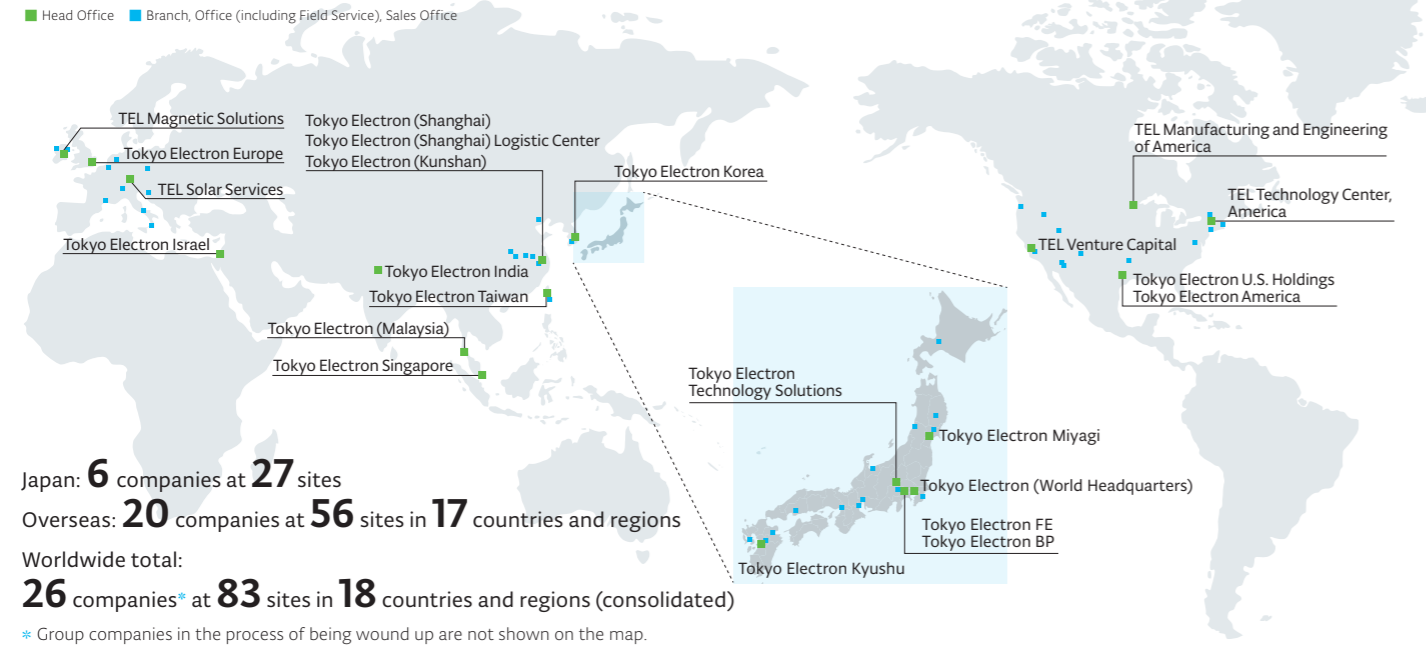 Head Office
Branch, Office (including Field Service), Sales Office
TEL Magnetic Solutions
Tokyo Electron Europe
TEL Solar Services
Tokyo Electron Israel
Tokyo Electron (Shanghai)
Tokyo Electron (Shanghai) Logistic Center
Tokyo Electron (Kunshan)
Tokyo Electron Korea
Tokyo Electron India
Tokyo Electron Taiwan
Tokyo Electron (Malaysia)
Tokyo Electron Singapore
TEL Manufacturing and Engineering
of America
TEL Technology Center,
America
TEL Venture Capital
Tokyo Electron U.S. Holdings
Tokyo Electron America
Tokyo Electron
Technology Solutions
Tokyo Electron Miyagi
Tokyo Electron (World Headquarters)
Tokyo Electron FE
Tokyo Electron BP
Tokyo Electron Kyushu
Japan: 6 companies at 27 sites
Overseas: 20 companies at 56 sites in 17 countries and regions
Worldwide total:
26 companies* at 83 sites in 18 countries and regions (consolidated)
* Group companies in the process of being wound up are not shown on the map.